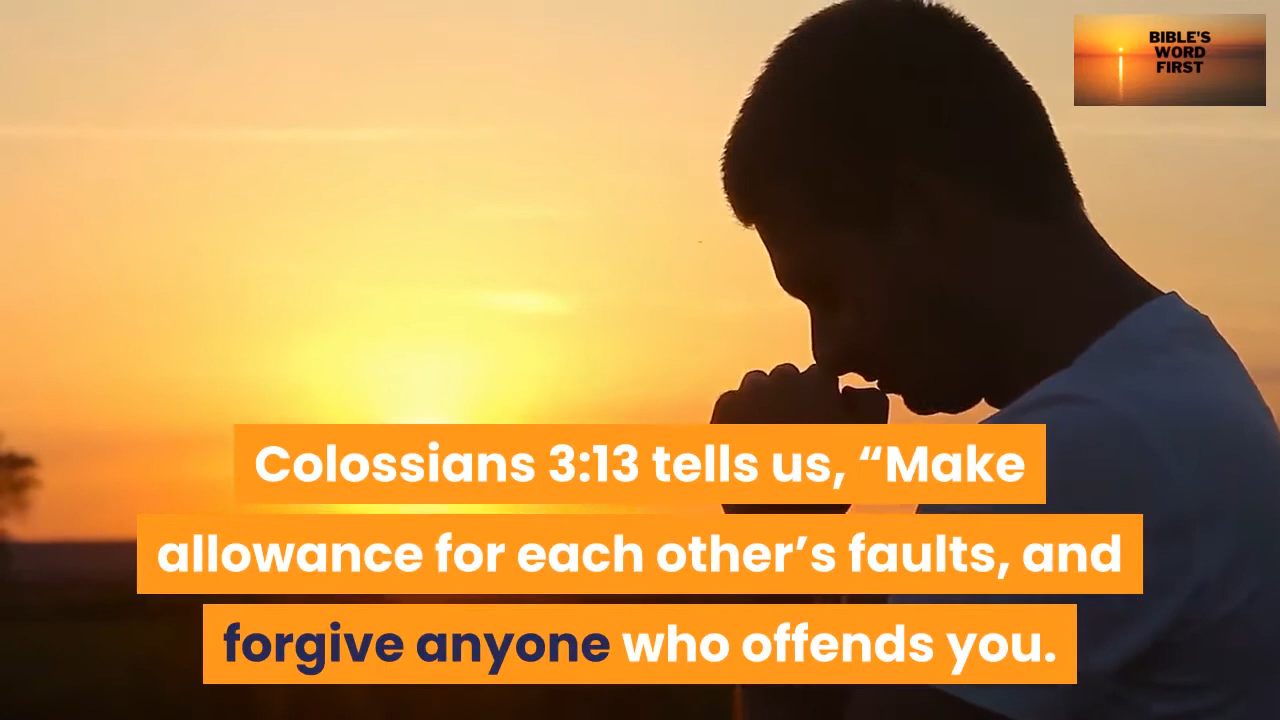 BIBLE'S
WORD
FIRST
Colossians 3:13 tells us, “Make
allowance for each other’s faults, and
forgive anyone who offends you.